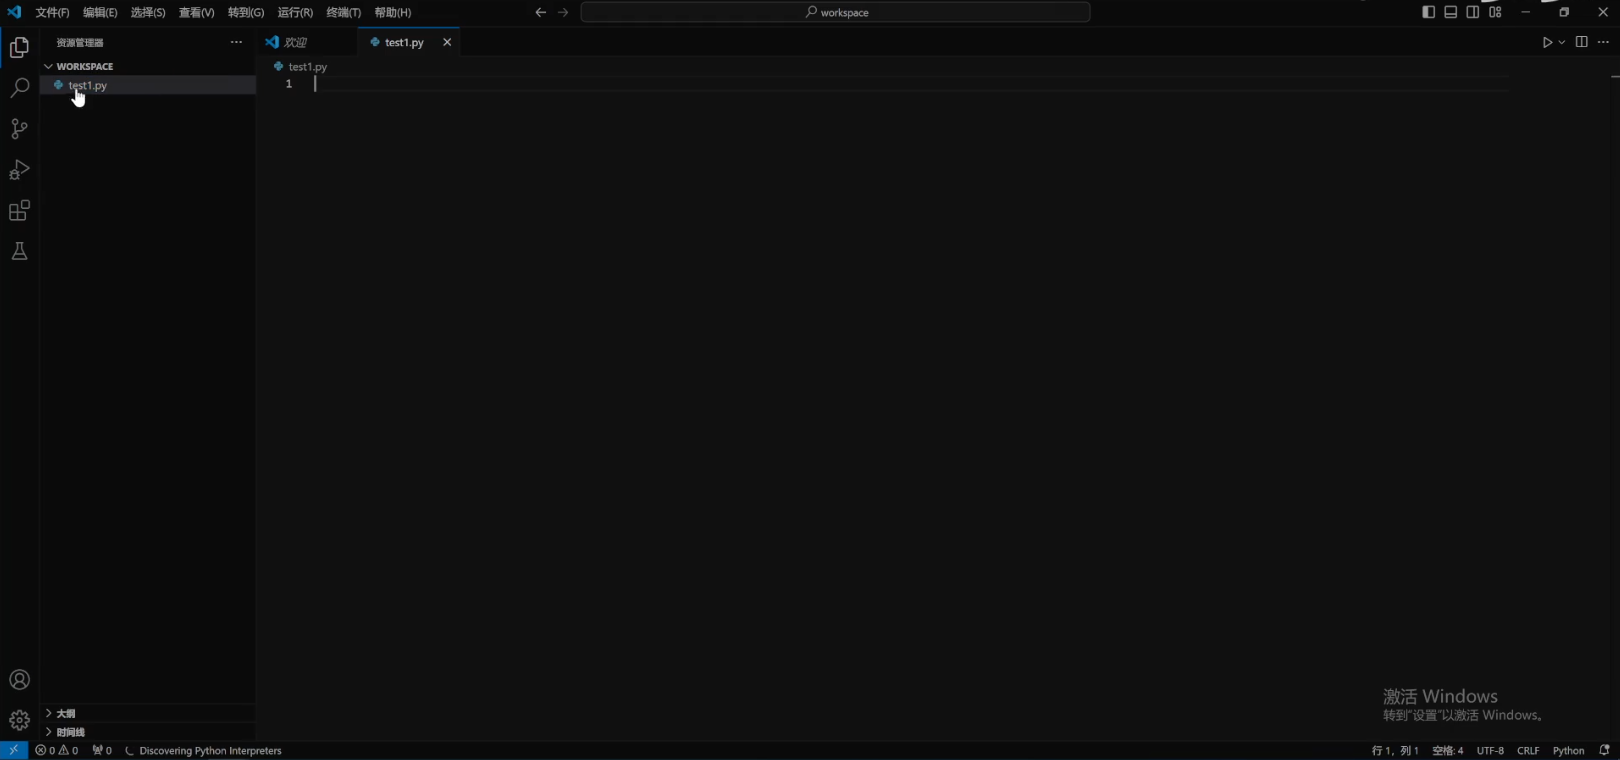 文件(F) 编辑(E) 选择(S) 查看(V) 转到(G) 运行(R) 终端(T) 帮助(H) workspace
资源管理器 ··· 欢迎 test1.py
WORKSPACE
test1.py
test1.py
1
激活 Windows
转到"设置"以激活 Windows。
大纲
时间线
0 0 0 Discovering Python Interpreters 行 1，列 1 空格: 4 UTF-8 CRLF Python